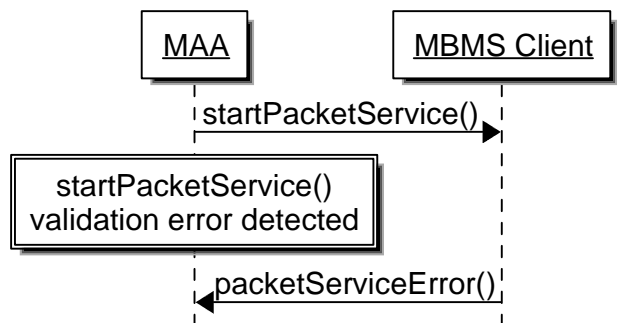 MAA
MBMS Client
startPacketService()
startPacketService()
validation error detected
packetServiceError()